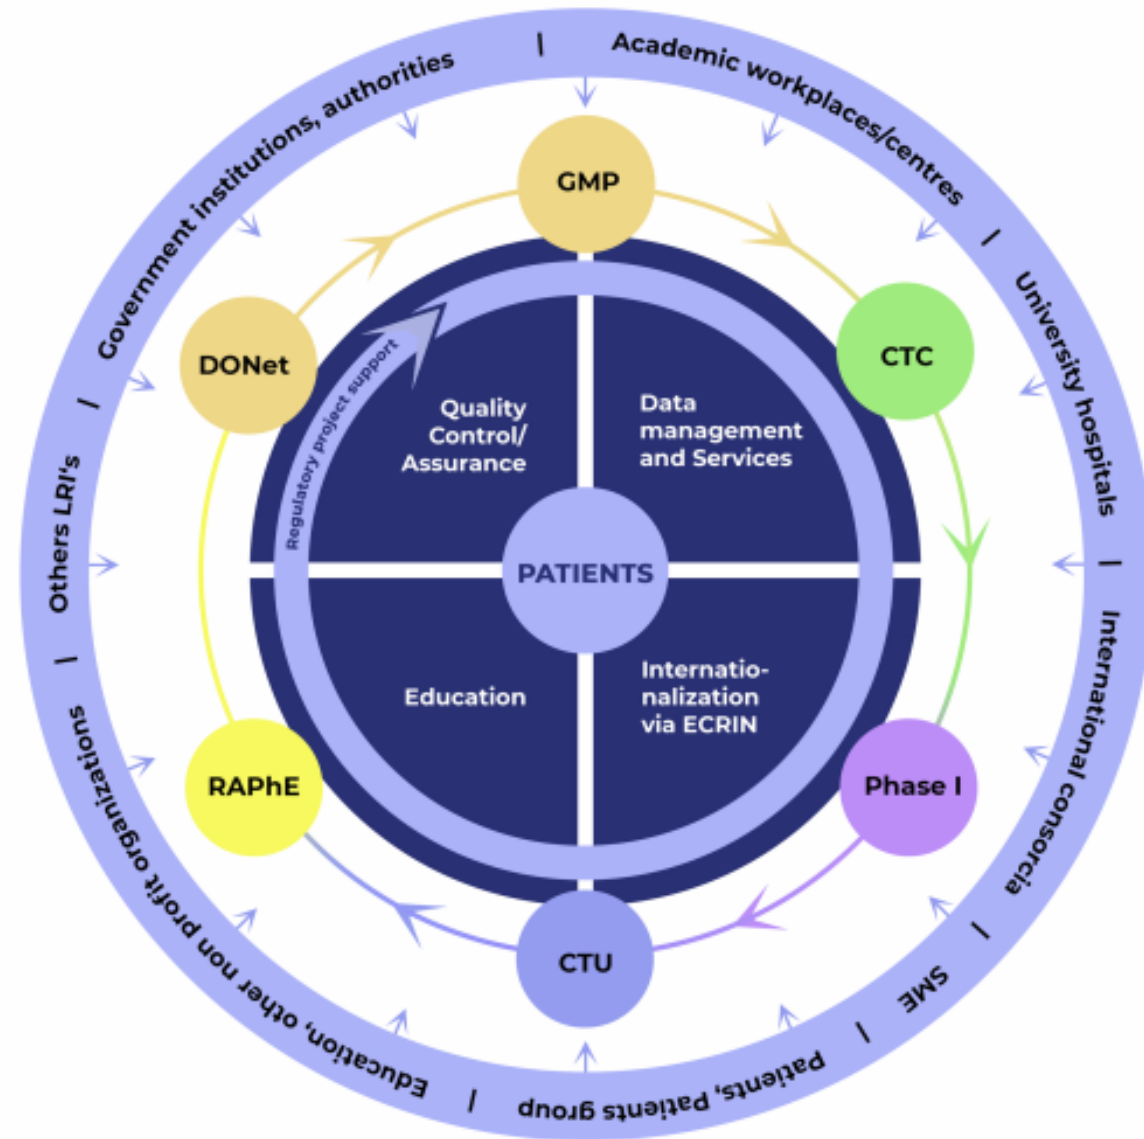 Academic workplaces/centres
|
University hospitals
|
International consorcia
|
SME
|
Patients, Patients group
|
Education, other non profit organizations
|
Others LRI's
|
Government institutions, authorities
|
GMP
CTC
Phase I
CTU
RAPhE
DONet
Regulatory project support
Quality
Control/
Assurance
Data
management
and Services
PATIENTS
Education
Internatio-
nalization
via ECRIN